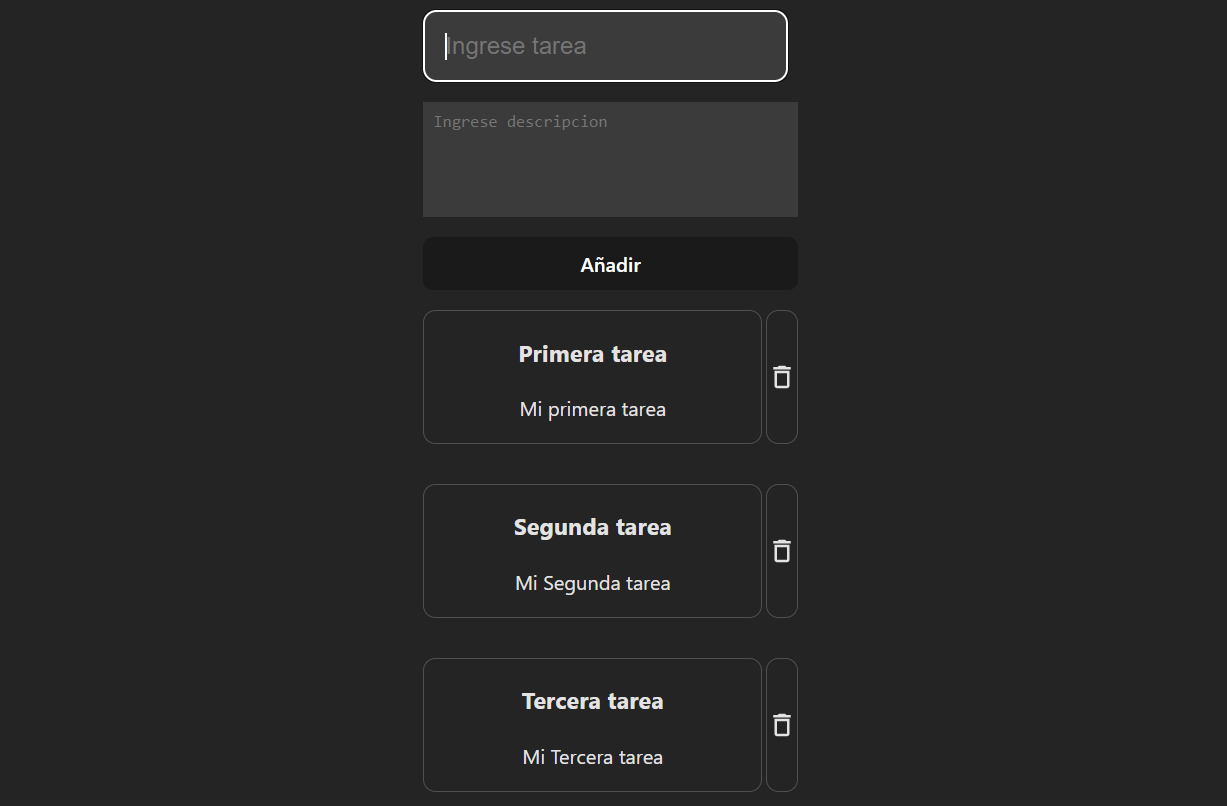 Ingrese tarea
Ingrese descripcion
Añadir
Primera tarea
Mi primera tarea
Segunda tarea
Mi Segunda tarea
Tercera tarea
Mi Tercera tarea